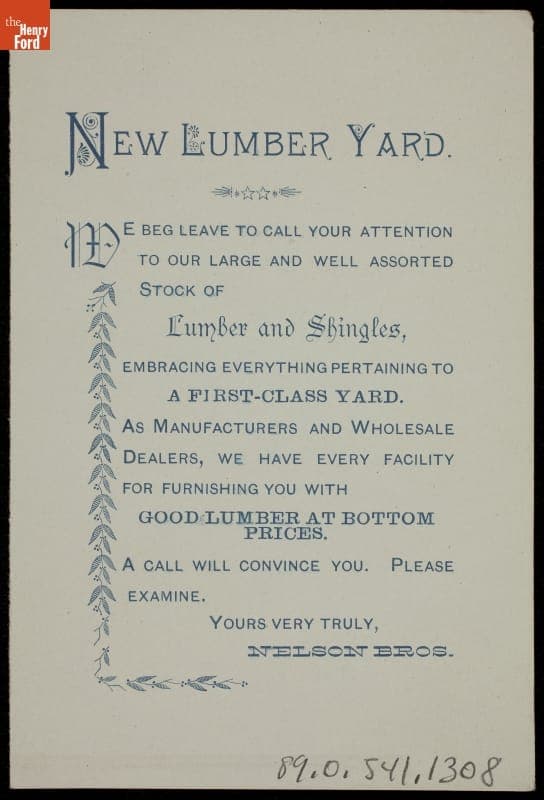 the
Henry
Ford
NEW LUMBER YARD.
WE BEG LEAVE TO CALL YOUR ATTENTION
TO OUR LARGE AND WELL ASSORTED
STOCK OF
Lumber and Shingles,
EMBRACING EVERYTHING PERTAINING TO
A FIRST-CLASS YARD.
AS MANUFACTURERS AND WHOLESALE
DEALERS, WE HAVE EVERY FACILITY
FOR FURNISHING YOU WITH
GOOD LUMBER AT BOTTOM
PRICES.
A CALL WILL CONVINCE YOU. PLEASE
EXAMINE.
YOURS VERY TRULY,
NELSON BROS.
89.0.541.1308